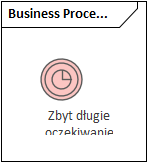 Business Proce...
Zbyt długie
oczekiwanie